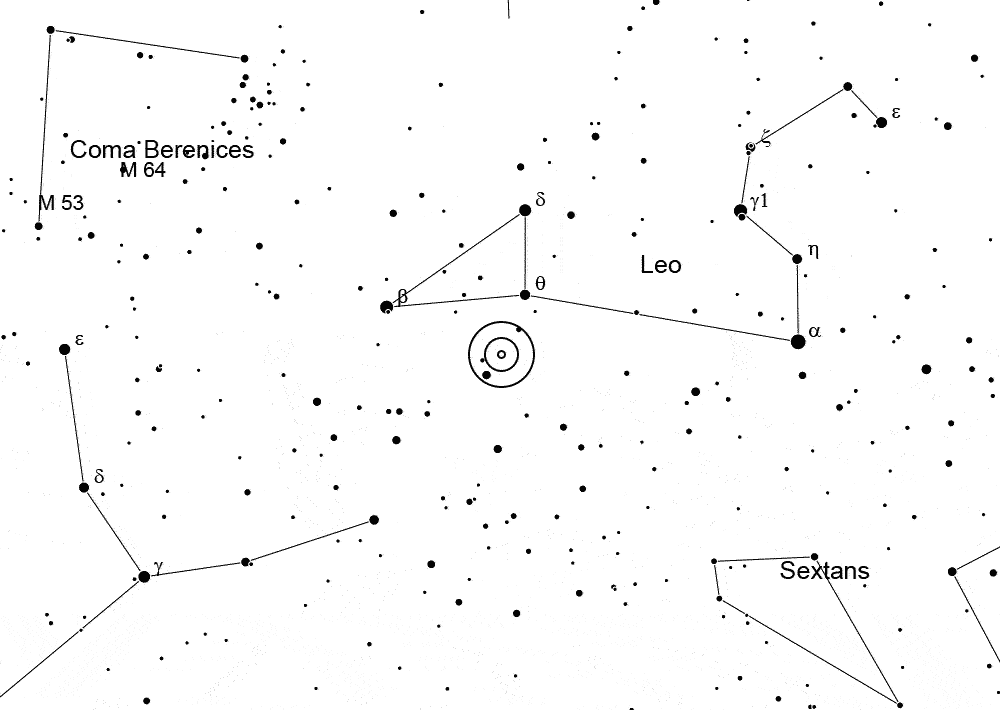 ε
ζ
Coma Berenices
M 64
M 53
δ
γ1
η
Leo
θ
β
α
ε
δ
γ
Sextans